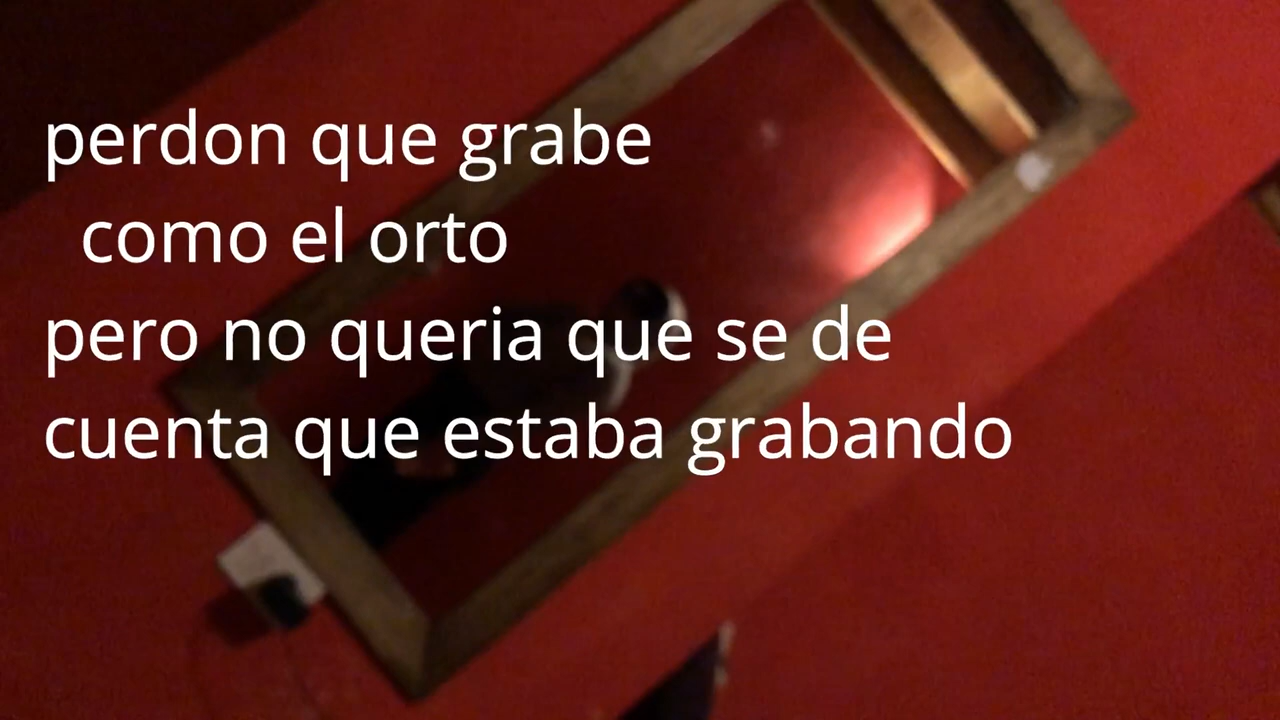 perdon que grabe
como el orto
pero no queria que se de
cuenta que estaba grabando